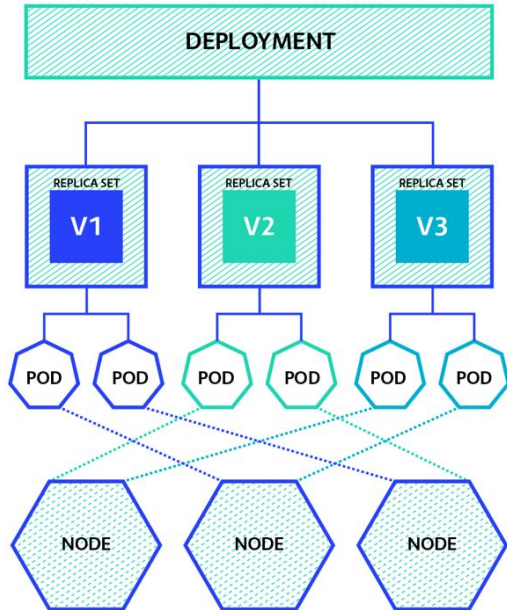 DEPLOYMENT
REPLICA SET
V1
REPLICA SET
V2
REPLICA SET
V3
POD
POD
POD
POD
POD
POD
NODE
NODE
NODE